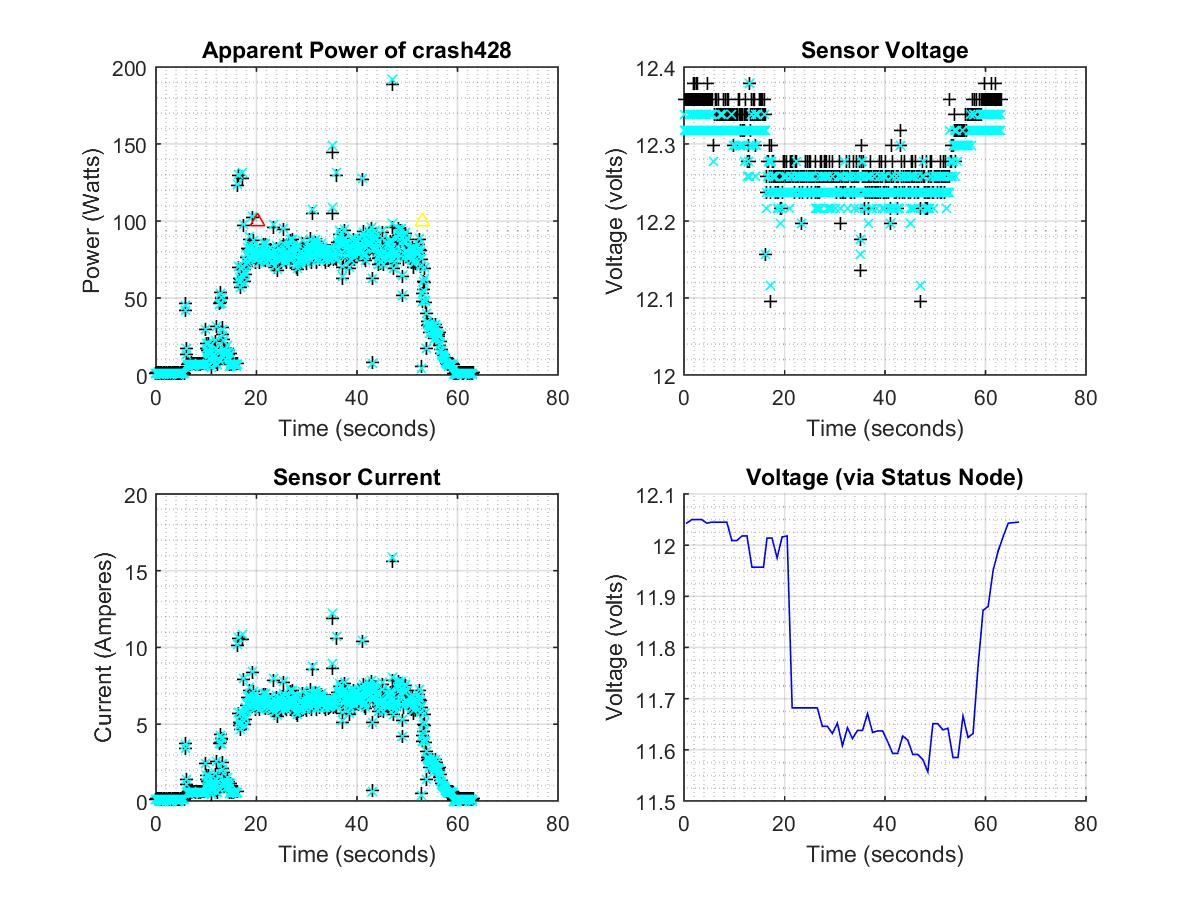 Apparent Power of crash428
200
150
100
50
0
Power (Watts)
0 20 40 60 80
Time (seconds)
Sensor Voltage
12.4
12.3
12.2
12.1
12
Voltage (volts)
0 20 40 60 80
Time (seconds)
Sensor Current
20
15
10
5
0
Current (Amperes)
0 20 40 60 80
Time (seconds)
Voltage (via Status Node)
12.1
12
11.9
11.8
11.7
11.6
11.5
Voltage (volts)
0 20 40 60 80
Time (seconds)